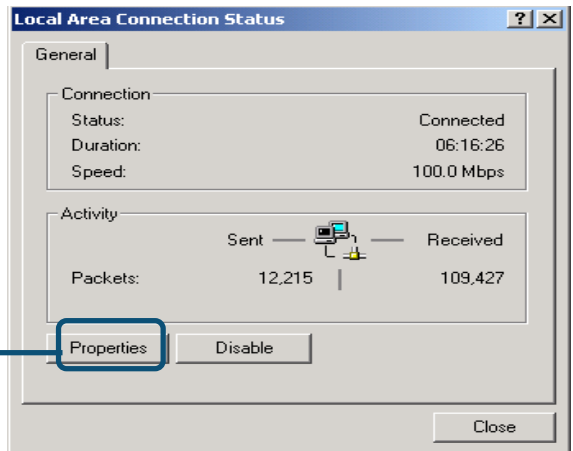 Local Area Connection Status
General
Connection
Status: Connected
Duration: 06:16:26
Speed: 100.0 Mbps
Activity
Sent Received
Packets: 12,215 109,427
Properties Disable
Close